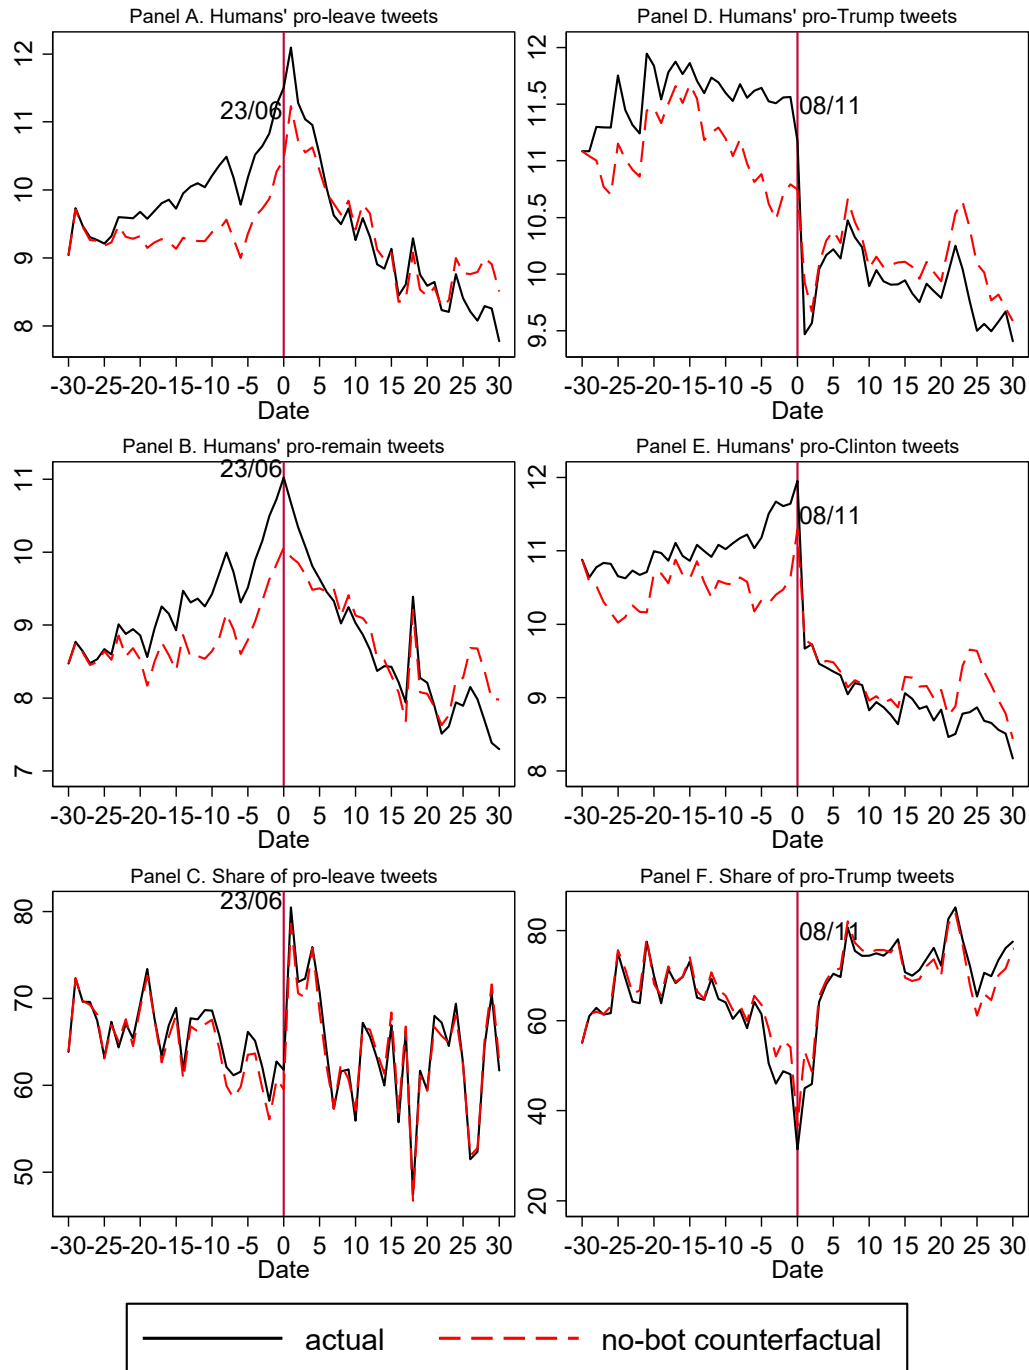 Panel A. Humans' pro-leave tweets
12
11
10
9
8
23/06
-30 -25 -20 -15 -10 -5 0 5 10 15 20 25 30
Date
Panel D. Humans' pro-Trump tweets
12
11.5
11
10.5
10
9.5
08/11
-30 -25 -20 -15 -10 -5 0 5 10 15 20 25 30
Date
Panel B. Humans' pro-remain tweets
11
10
9
8
7
23/06
-30 -25 -20 -15 -10 -5 0 5 10 15 20 25 30
Date
Panel E. Humans' pro-Clinton tweets
12
11
10
9
8
08/11
-30 -25 -20 -15 -10 -5 0 5 10 15 20 25 30
Date
Panel C. Share of pro-leave tweets
80
70
60
50
23/06
-30 -25 -20 -15 -10 -5 0 5 10 15 20 25 30
Date
Panel F. Share of pro-Trump tweets
80
60
40
20
08/11
-30 -25 -20 -15 -10 -5 0 5 10 15 20 25 30
Date
actual
no-bot counterfactual